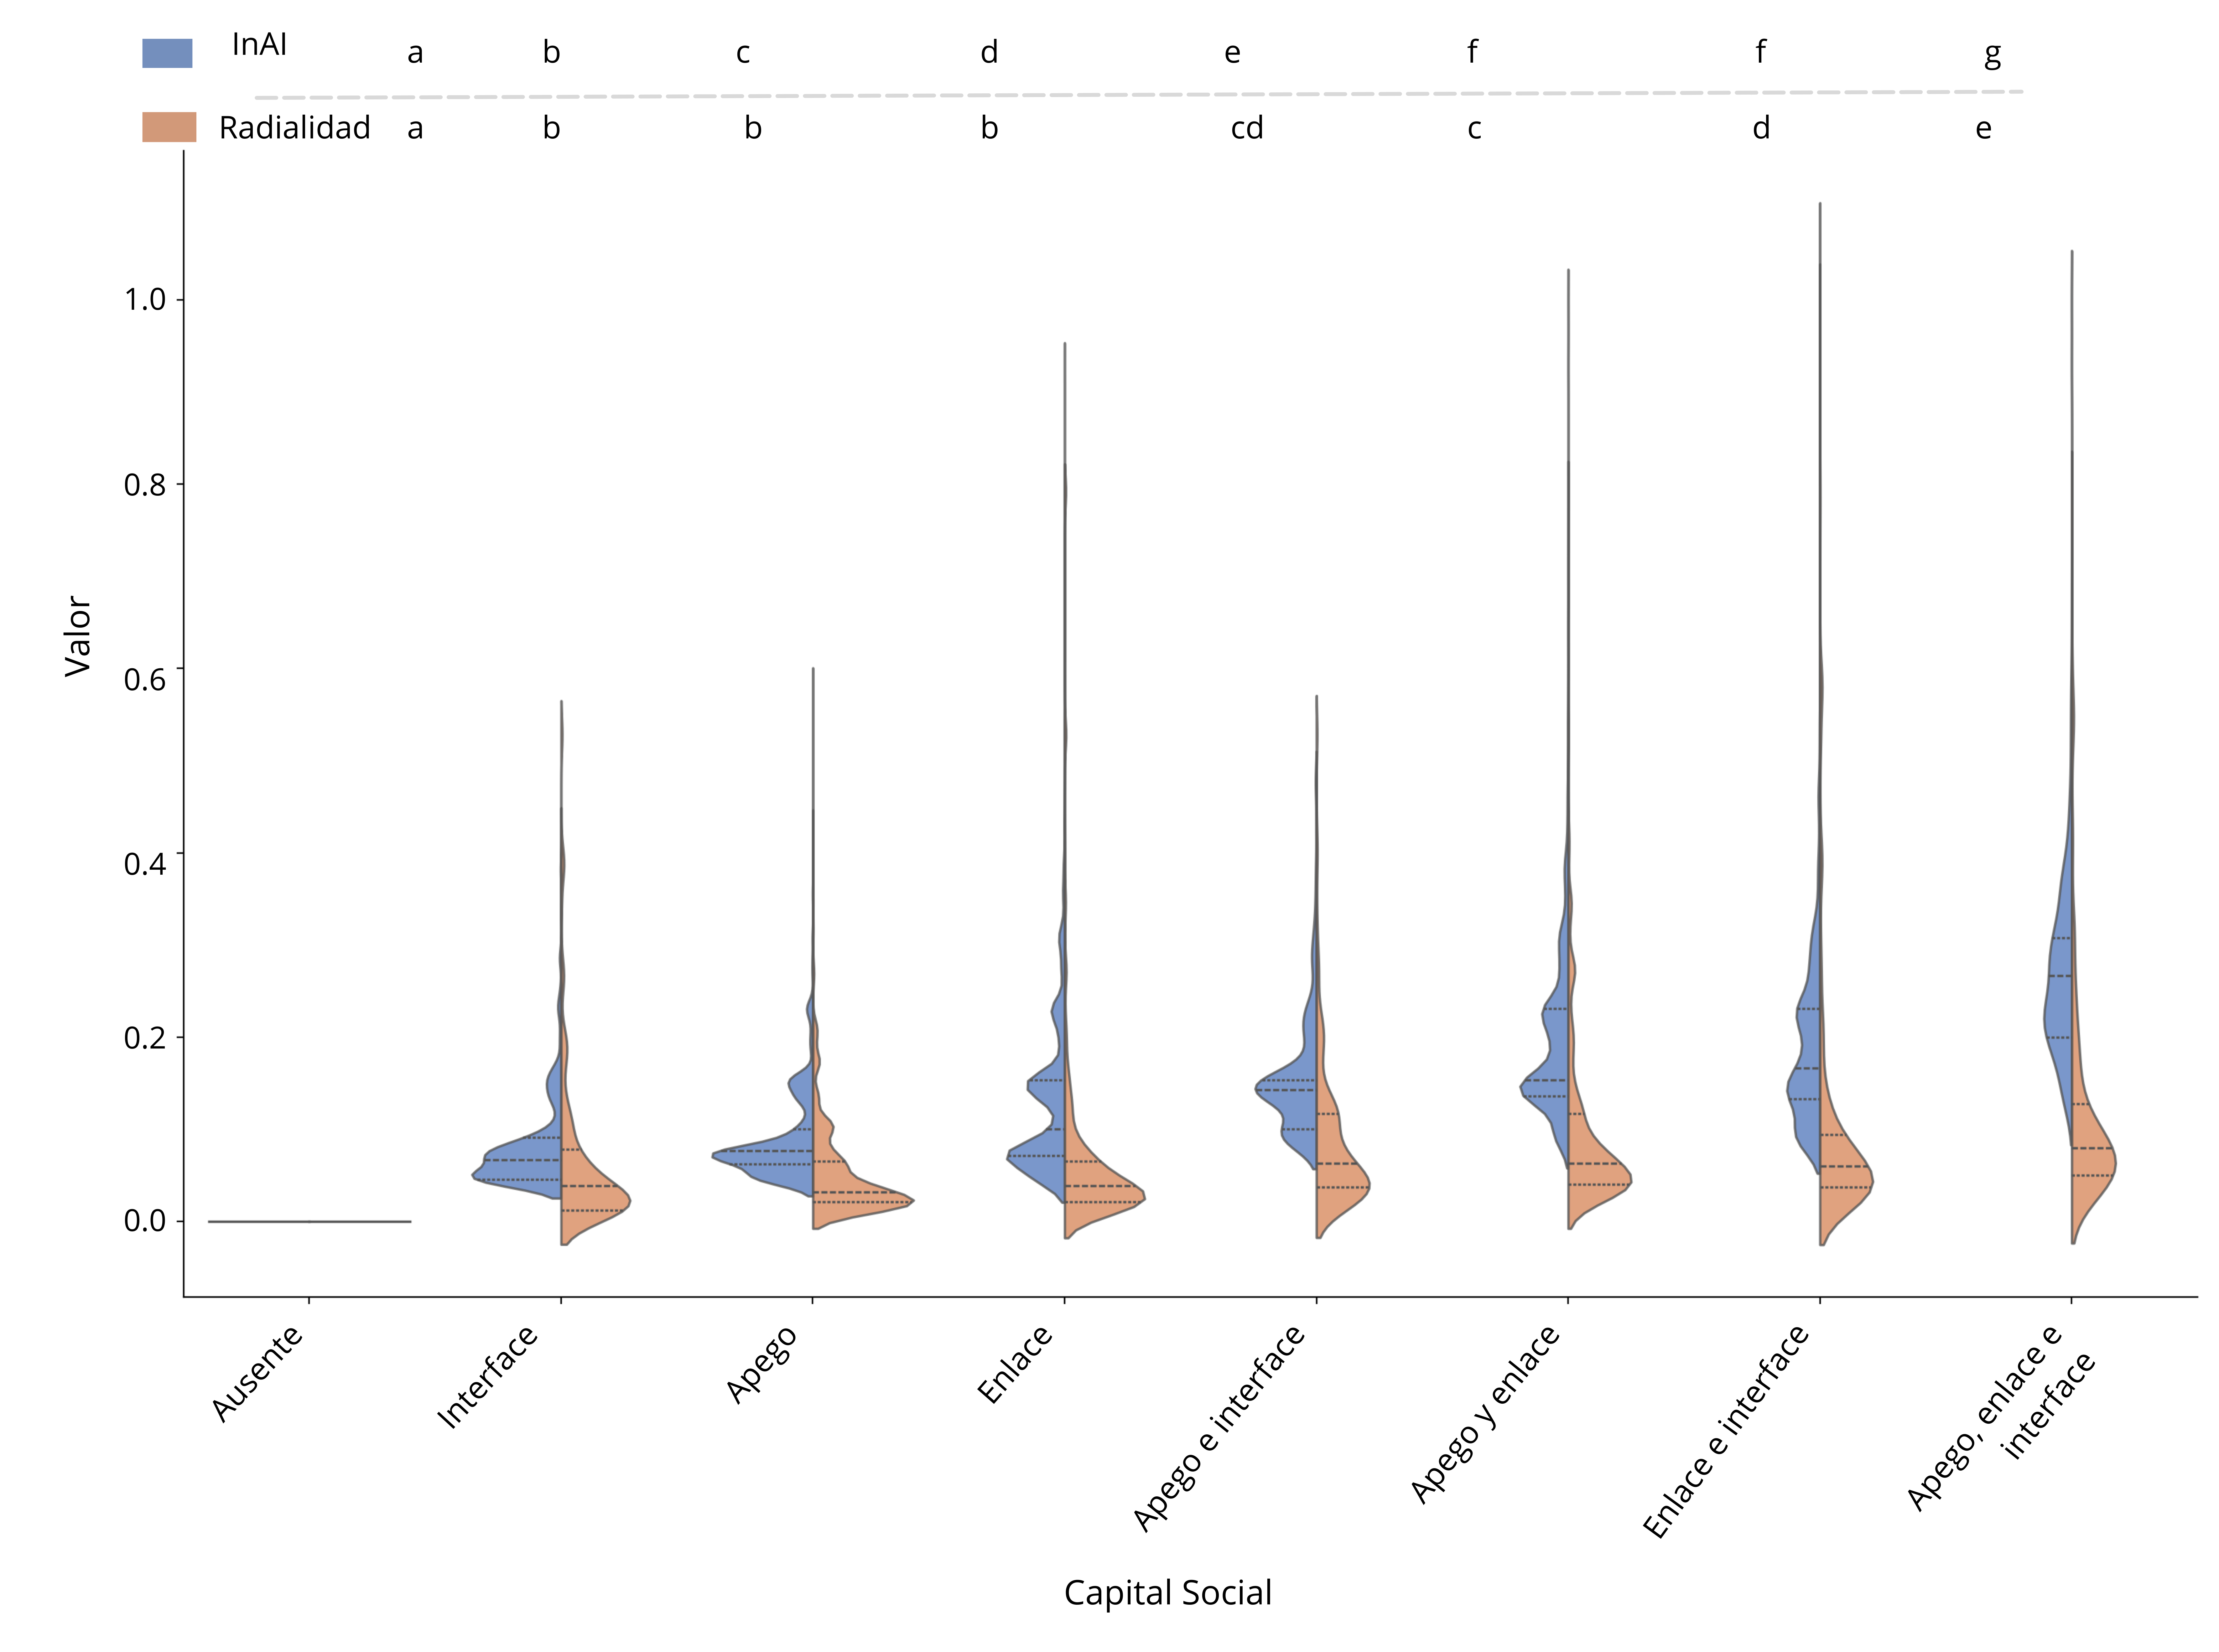 InAI a b c d e f f g
Radialidad a b b b cd c d e
1.0
0.8
0.6
0.4
0.2
0.0
Valor
Ausente
Interface
Apego
Enlace
Apego e interface
Apego y enlace
Enlace e interface
Apego, enlace e
interface
Capital Social